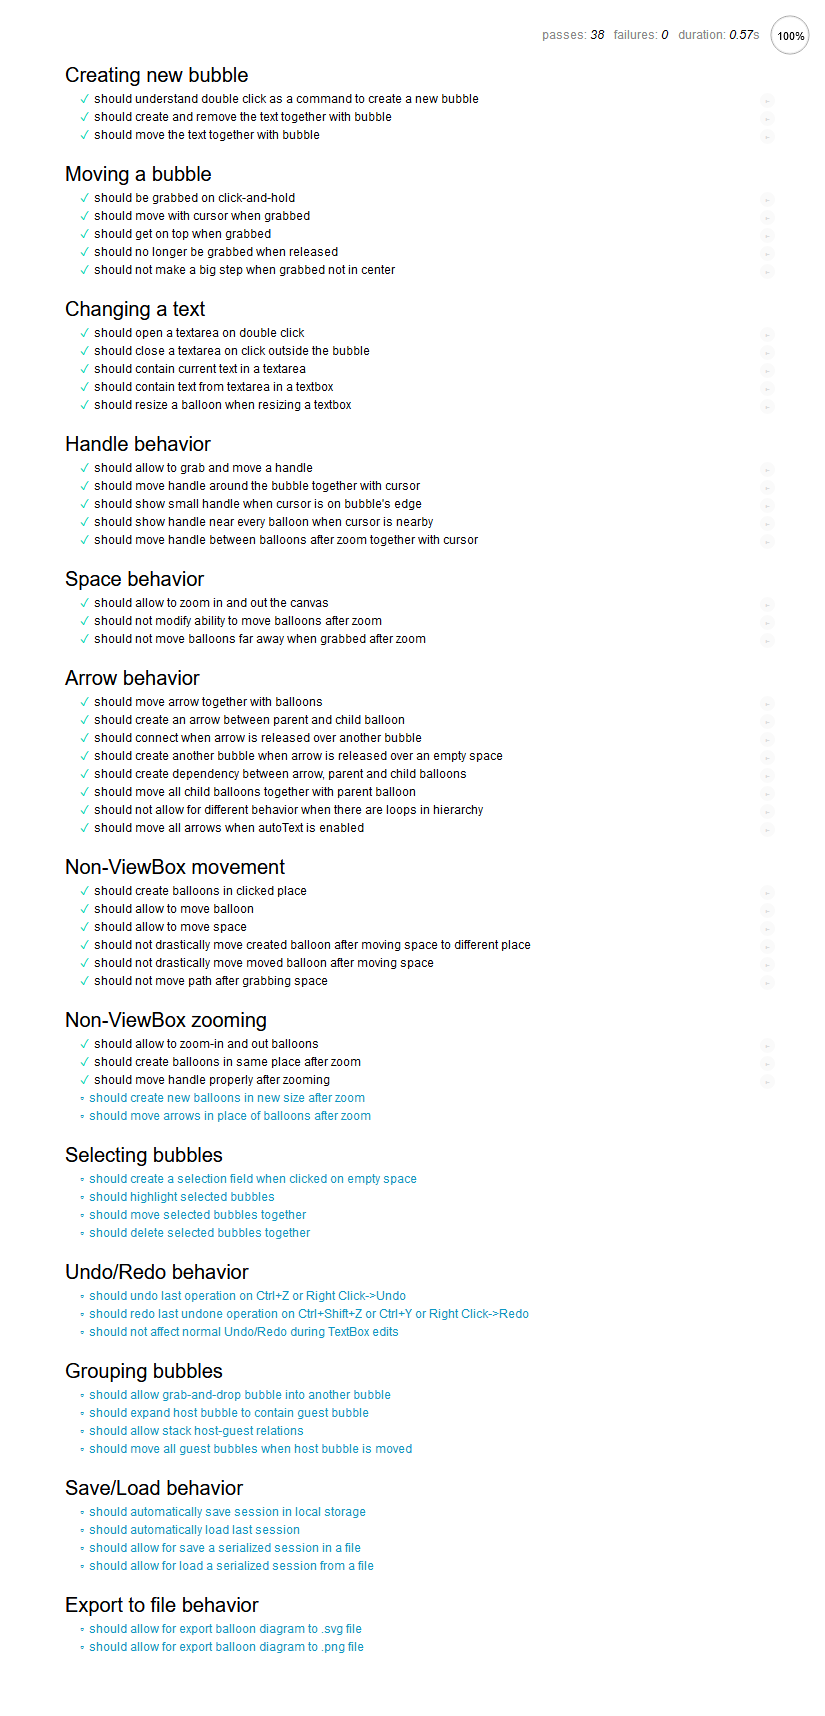 passes: 38 failures: 0 duration: 0.57s 100%
Creating new bubble
✓ should understand double click as a command to create a new bubble
✓ should create and remove the text together with bubble
✓ should move the text together with bubble
Moving a bubble
✓ should be grabbed on click-and-hold
✓ should move with cursor when grabbed
✓ should get on top when grabbed
✓ should no longer be grabbed when released
✓ should not make a big step when grabbed not in center
Changing a text
✓ should open a textarea on double click
✓ should close a textarea on click outside the bubble
✓ should contain current text in a textarea
✓ should contain text from textarea in a textbox
✓ should resize a balloon when resizing a textbox
Handle behavior
✓ should allow to grab and move a handle
✓ should move handle around the bubble together with cursor
✓ should show small handle when cursor is on bubble's edge
✓ should show handle near every balloon when cursor is nearby
✓ should move handle between balloons after zoom together with cursor
Space behavior
✓ should allow to zoom in and out the canvas
✓ should not modify ability to move balloons after zoom
✓ should not move balloons far away when grabbed after zoom
Arrow behavior
✓ should move arrow together with balloons
✓ should create an arrow between parent and child balloon
✓ should connect when arrow is released over another bubble
✓ should create another bubble when arrow is released over an empty space
✓ should create dependency between arrow, parent and child balloons
✓ should move all child balloons together with parent balloon
✓ should not allow for different behavior when there are loops in hierarchy
✓ should move all arrows when autoText is enabled
Non-ViewBox movement
✓ should create balloons in clicked place
✓ should allow to move balloon
✓ should allow to move space
✓ should not drastically move created balloon after moving space to different place
✓ should not drastically move moved balloon after moving space
✓ should not move path after grabbing space
Non-ViewBox zooming
✓ should allow to zoom-in and out balloons
✓ should create balloons in same place after zoom
✓ should move handle properly after zooming
should create new balloons in new size after zoom
should move arrows in place of balloons after zoom
Selecting bubbles
should create a selection field when clicked on empty space
should highlight selected bubbles
should move selected bubbles together
should delete selected bubbles together
Undo/Redo behavior
should undo last operation on Ctrl+Z or Right Click->Undo
should redo last undone operation on Ctrl+Shift+Z or Ctrl+Y or Right Click->Redo
should not affect normal Undo/Redo during TextBox edits
Grouping bubbles
should allow grab-and-drop bubble into another bubble
should expand host bubble to contain guest bubble
should allow stack host-guest relations
should move all guest bubbles when host bubble is moved
Save/Load behavior
should automatically save session in local storage
should automatically load last session
should allow for save a serialized session in a file
should allow for load a serialized session from a file
Export to file behavior
should allow for export balloon diagram to .svg file
should allow for export balloon diagram to .png file